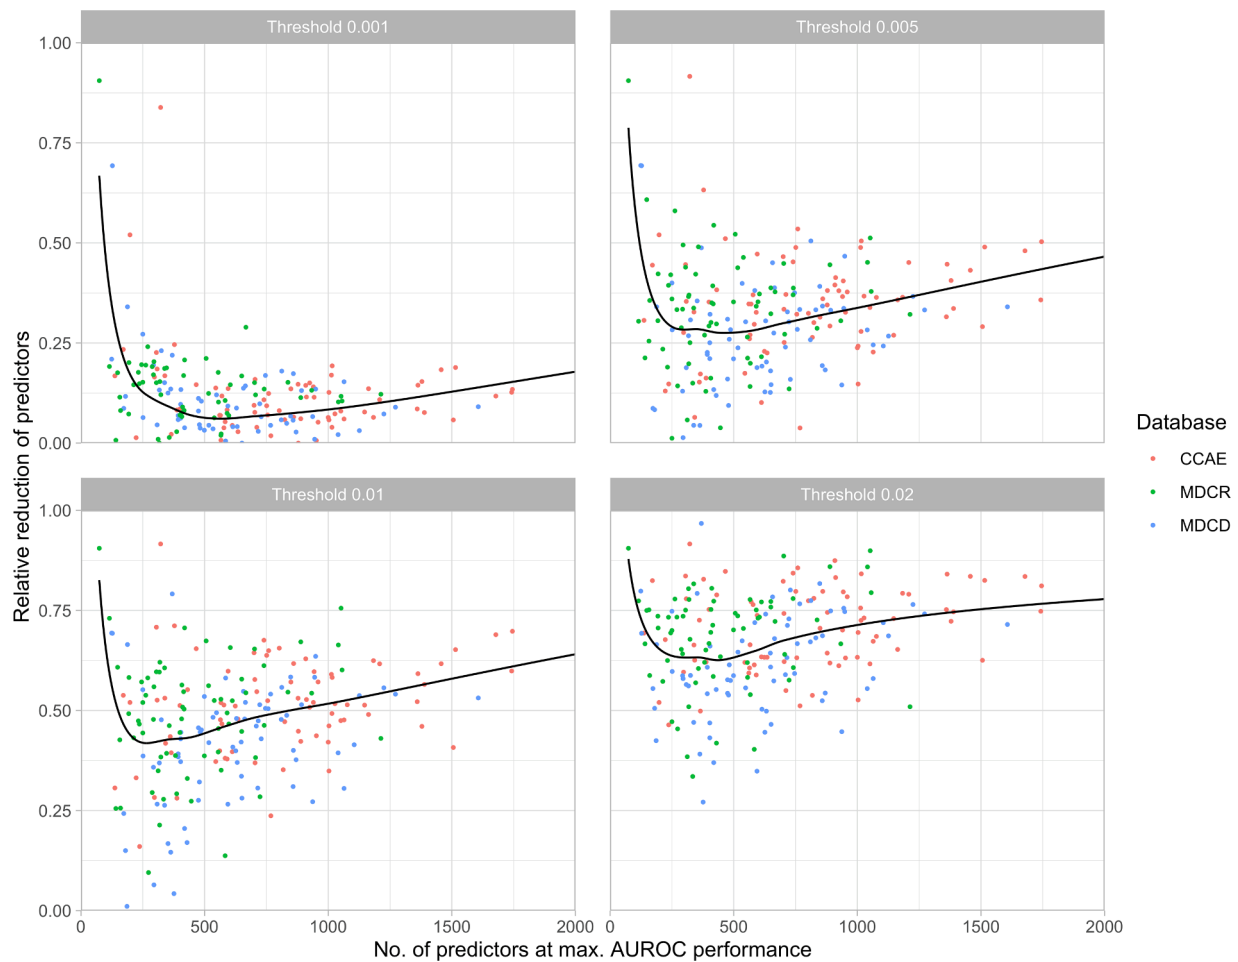 Threshold 0.001
Threshold 0.005
1.00
0.75
0.50
0.25
0.00
Relative reduction of predictors
Threshold 0.01
Threshold 0.02
1.00
0.75
0.50
0.25
0.00
0 500 1000 1500 2000
0 500 1000 1500 2000
No. of predictors at max. AUROC performance
Database
CCAE
MDCR
MDCD